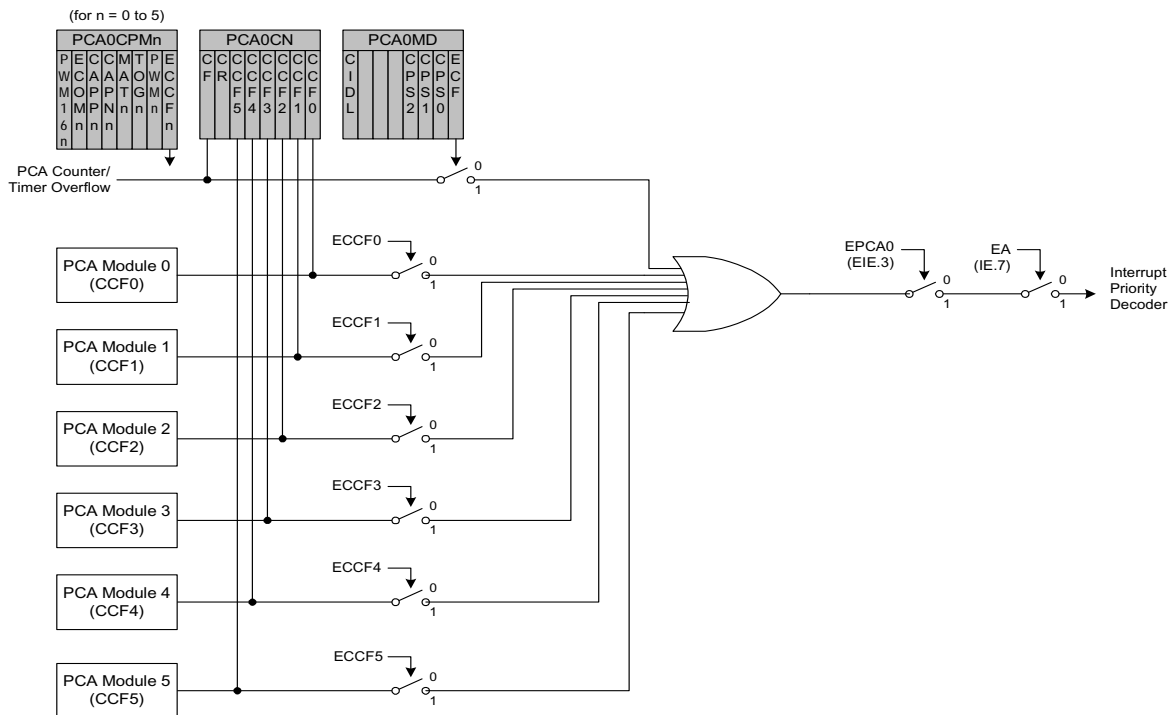 (for n = 0 to 5)
PCA0CPMn
PWM16n
ECOMn
CAPPn
CAPNn
MATn
TOGn
PWMn
ECCFn
PCA0CN
CF
CR
CCF5
CCF4
CCF3
CCF2
CCF1
CCF0
PCA0MD
CIDL
CPS2
CPS1
CPS0
ECF
PCA Counter/
Timer Overflow
0
1
PCA Module 0
(CCF0)
ECCF0
0
1
EPCA0
(EIE.3)
0
1
EA
(IE.7)
0
1
Interrupt
Priority
Decoder
PCA Module 1
(CCF1)
ECCF1
0
1
PCA Module 2
(CCF2)
ECCF2
0
1
PCA Module 3
(CCF3)
ECCF3
0
1
PCA Module 4
(CCF4)
ECCF4
0
1
PCA Module 5
(CCF5)
ECCF5
0
1